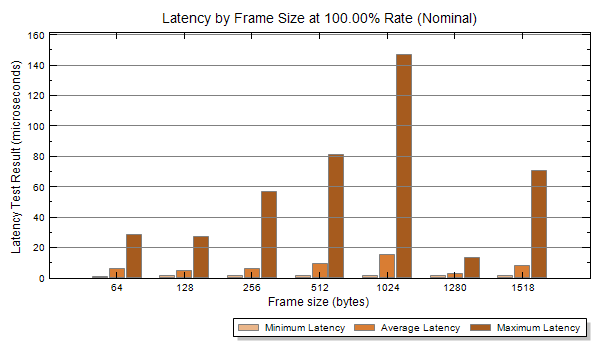 Latency by Frame Size at 100.00% Rate (Nominal)
Latency Test Result (microseconds)
160
140
120
100
80
60
40
20
0
64 128 256 512 1024 1280 1518
Frame size (bytes)
Minimum Latency Average Latency Maximum Latency